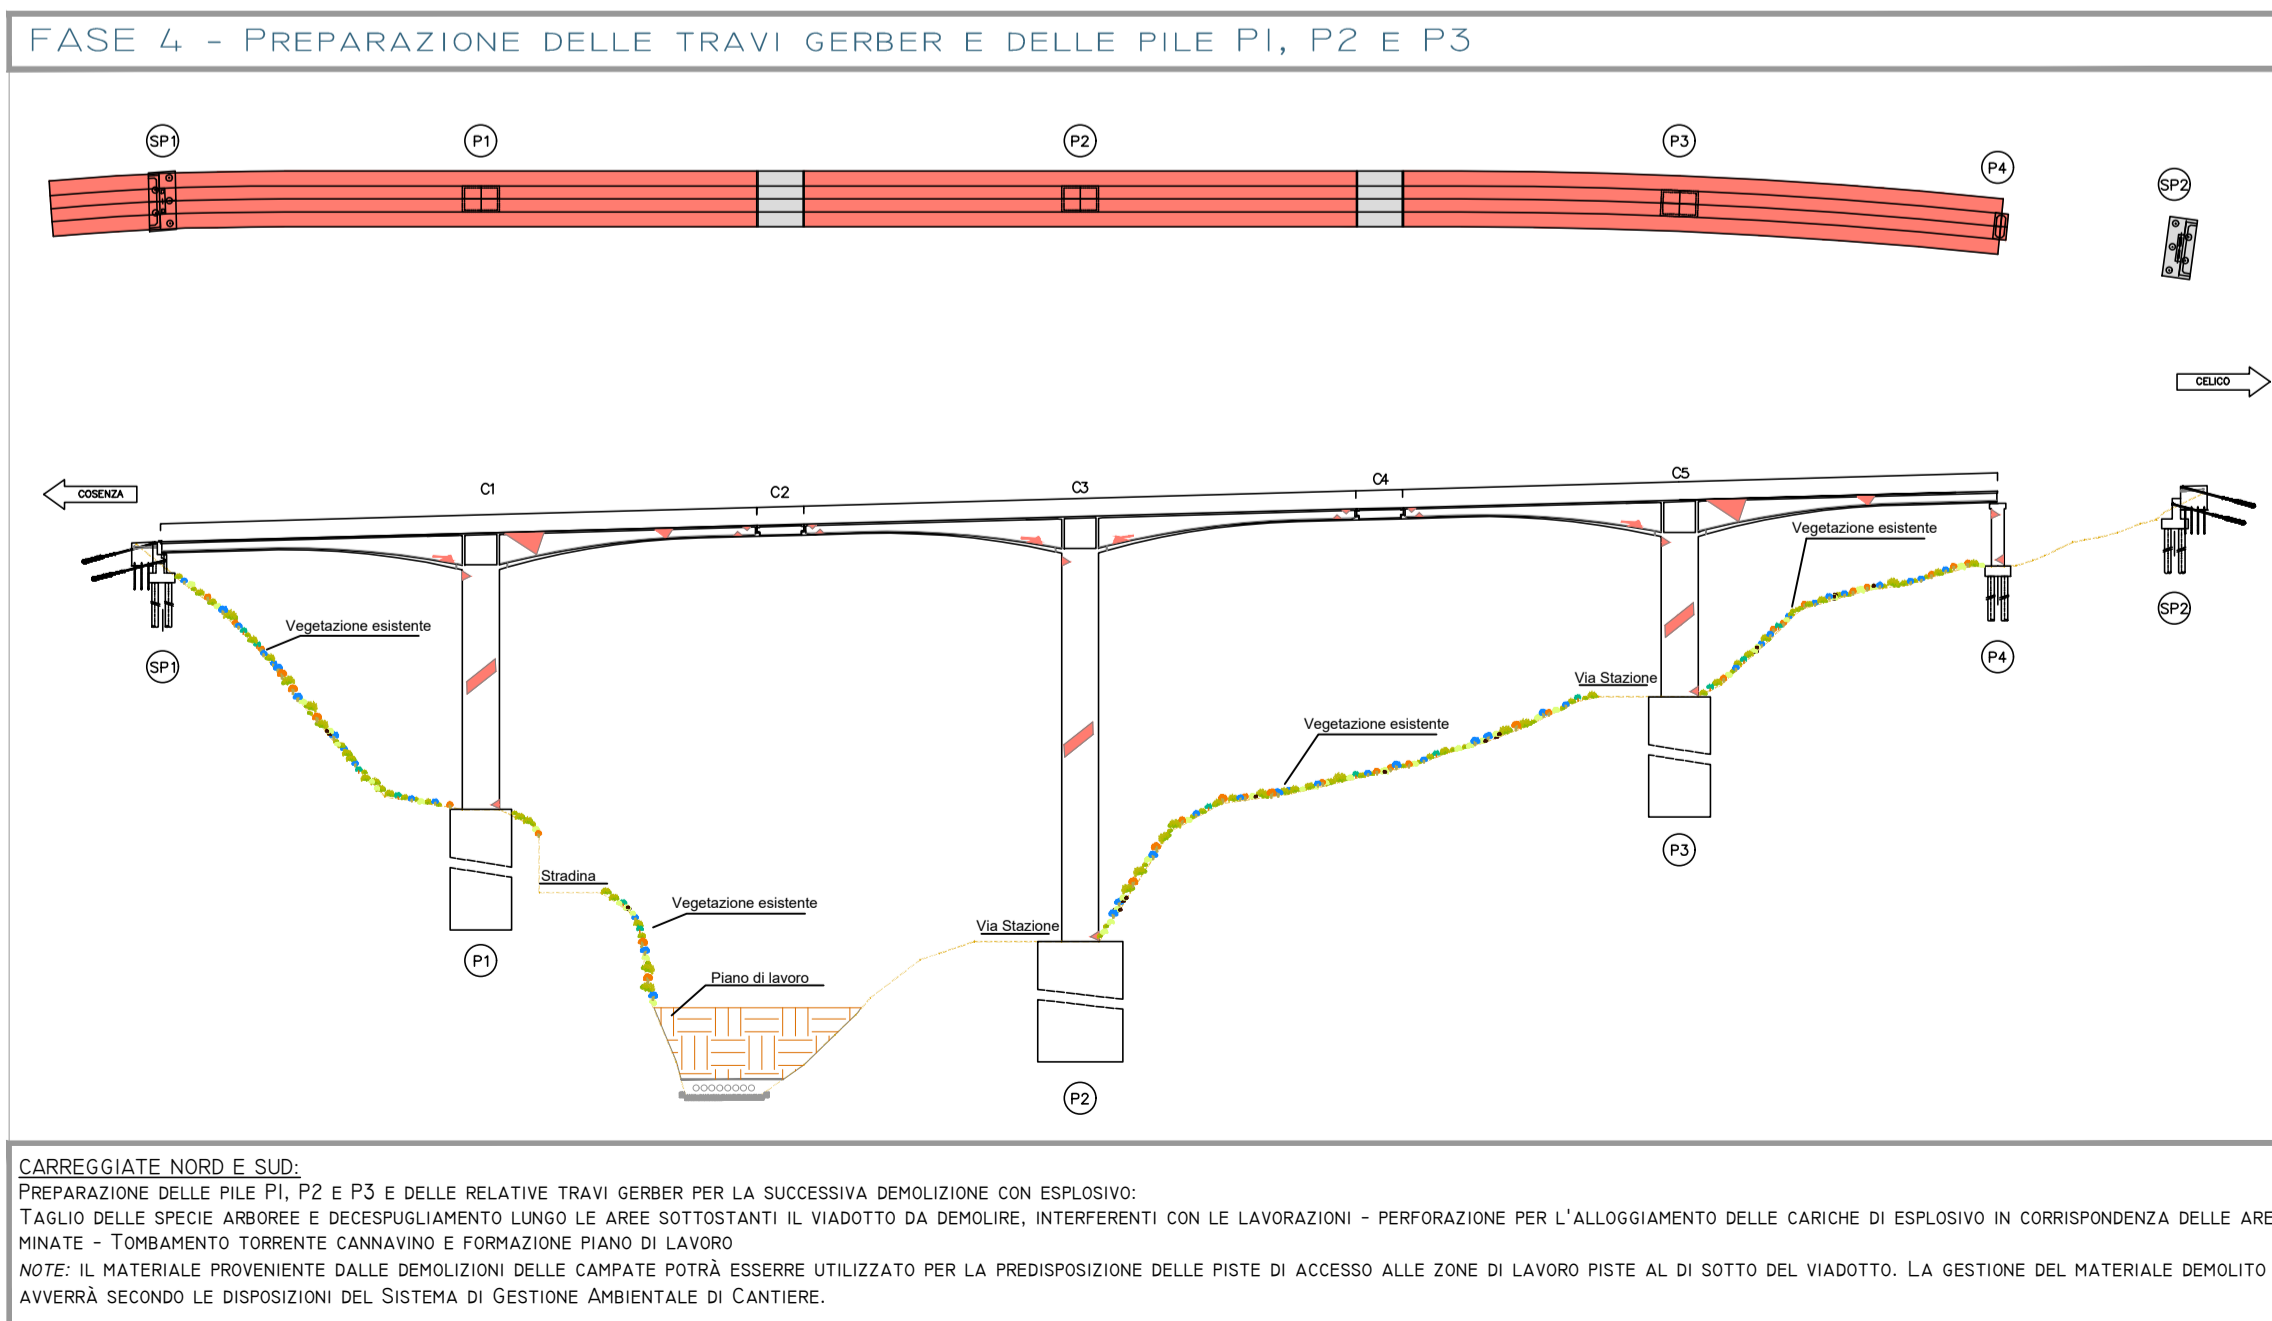 FASE 4 - PREPARAZIONE DELLE TRAVI GERBER E DELLE PILE P1, P2 E P3
SP1
P1
P2
P3
P4
SP2
CELICO
COSENZA
C1
C2
C3
C4
C5
Vegetazione esistente
Vegetazione esistente
SP1
SP2
P4
Via Stazione
Vegetazione esistente
P3
Stradina
Vegetazione esistente
Via Stazione
P1
Piano di lavoro
P2
CARREGGIATE NORD E SUD:
PREPARAZIONE DELLE PILE P1, P2 E P3 E DELLE RELATIVE TRAVI GERBER PER LA SUCCESSIVA DEMOLIZIONE CON ESPLOSIVO:
TAGLIO DELLE SPECIE ARBOREE E DECESPUGLIAMENTO LUNGO LE AREE SOTTOSTANTI IL VIADOTTO DA DEMOLIRE, INTERFERENTI CON LE LAVORAZIONI - PERFORAZIONE PER L'ALLOGGIAMENTO DELLE CARICHE DI ESPLOSIVO IN CORRISPONDENZA DELLE ARE
MINATE - TOMBAMENTO TORRENTE CANNAVINO E FORMAZIONE PIANO DI LAVORO
NOTE: IL MATERIALE PROVENIENTE DALLE DEMOLIZIONI DELLE CAMPATE POTRÀ ESSERRE UTILIZZATO PER LA PREDISPOSIZIONE DELLE PISTE DI ACCESSO ALLE ZONE DI LAVORO PISTE AL DI SOTTO DEL VIADOTTO. LA GESTIONE DEL MATERIALE DEMOLITO
AVVERRÀ SECONDO LE DISPOSIZIONI DEL SISTEMA DI GESTIONE AMBIENTALE DI CANTIERE.